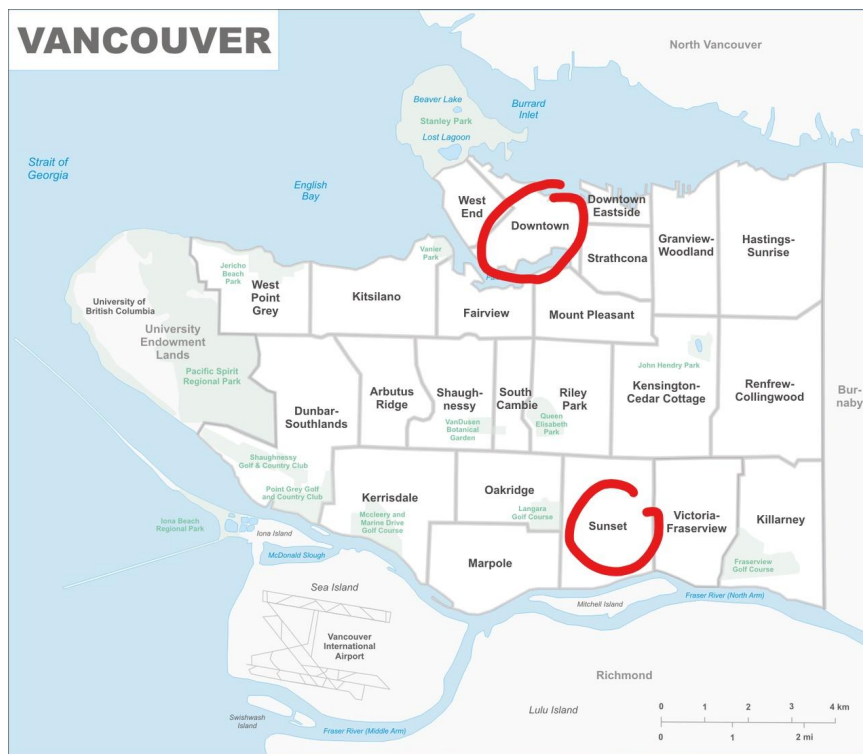 VANCOUVER
North Vancouver
Beaver Lake
Burrard
Inlet
Stanley Park
Lost Lagoon
Strait of
Georgia
English
Bay
West
End
Downtown
Downtown
Eastside
Strathcona
Granview-
Woodland
Hastings-
Sunrise
Vanier
Park
Jericho
Beach
Park
West
Point
Grey
Kitsilano
Fairview
Mount Pleasant
University of
British Columbia
University
Endowment
Lands
Pacific Spirit
Regional Park
Dunbar-
Southlands
Arbutus
Ridge
Shaugh-
nessy
VanDusan
Botanical
Garden
South
Cambie
Riley
Park
Queen
Elisabeth
Park
John Hendry Park
Kensington-
Cedar Cottage
Renfrew-
Collingwood
Bur-
naby
Shaughnessy
Golf & Country Club
Point Grey Golf
and Country Club
Kerrisdale
Mccleery and
Marine Drive
Golf Course
Oakridge
Langara
Golf Course
Sunset
Victoria-
Fraserview
Killarney
Fraserview
Golf Course
Marpole
Iona Beach
Regional Park
Iona Island
McDonald Slough
Sea Island
Mitchell Island
Fraser River (North Arm)
Vancouver
International
Airport
Richmond
Swishwash
Island
Fraser River (Middle Arm)
Lulu Island
0 1 2 3 4 km
0 1 2 mi